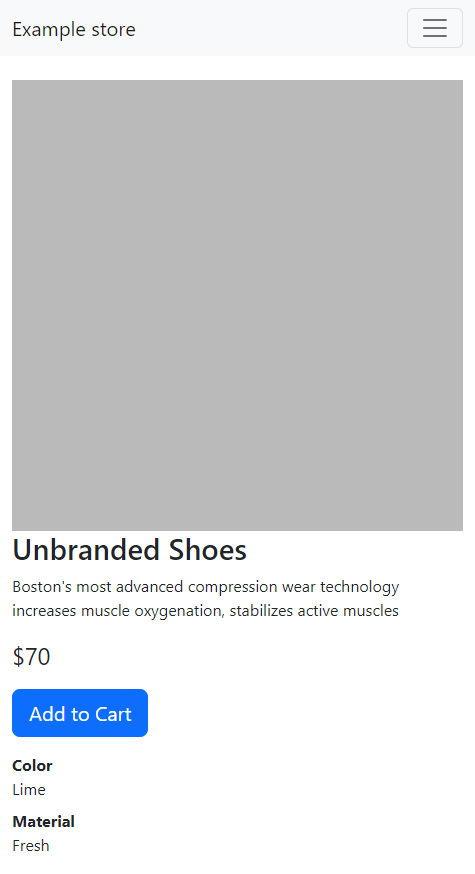 Example store
Unbranded Shoes
Boston's most advanced compression wear technology
increases muscle oxygenation, stabilizes active muscles
$70
Add to Cart
Color
Lime
Material
Fresh